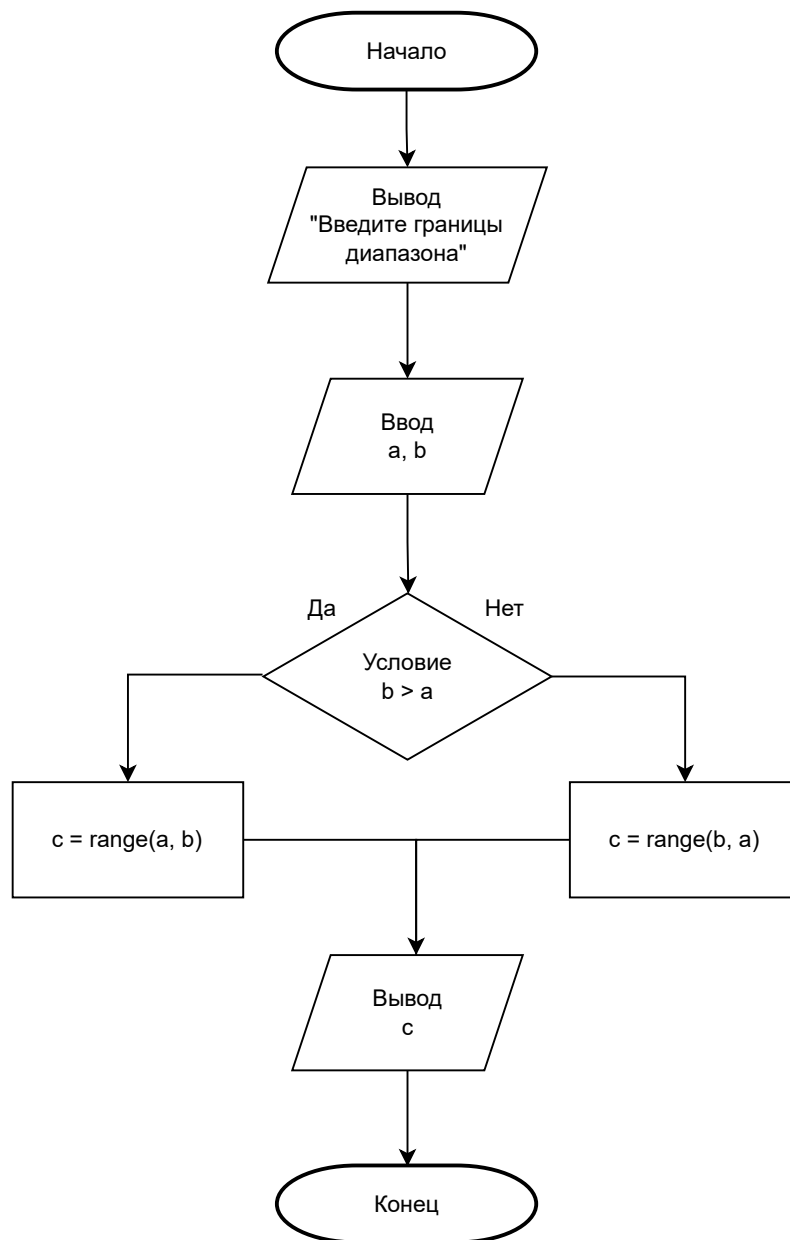 Начало
Вывод
"Введите границы
диапазона"
Ввод
a, b
Да
Нет
Условие
b > a
c = range(a, b)
c = range(b, a)
Вывод
c
Конец